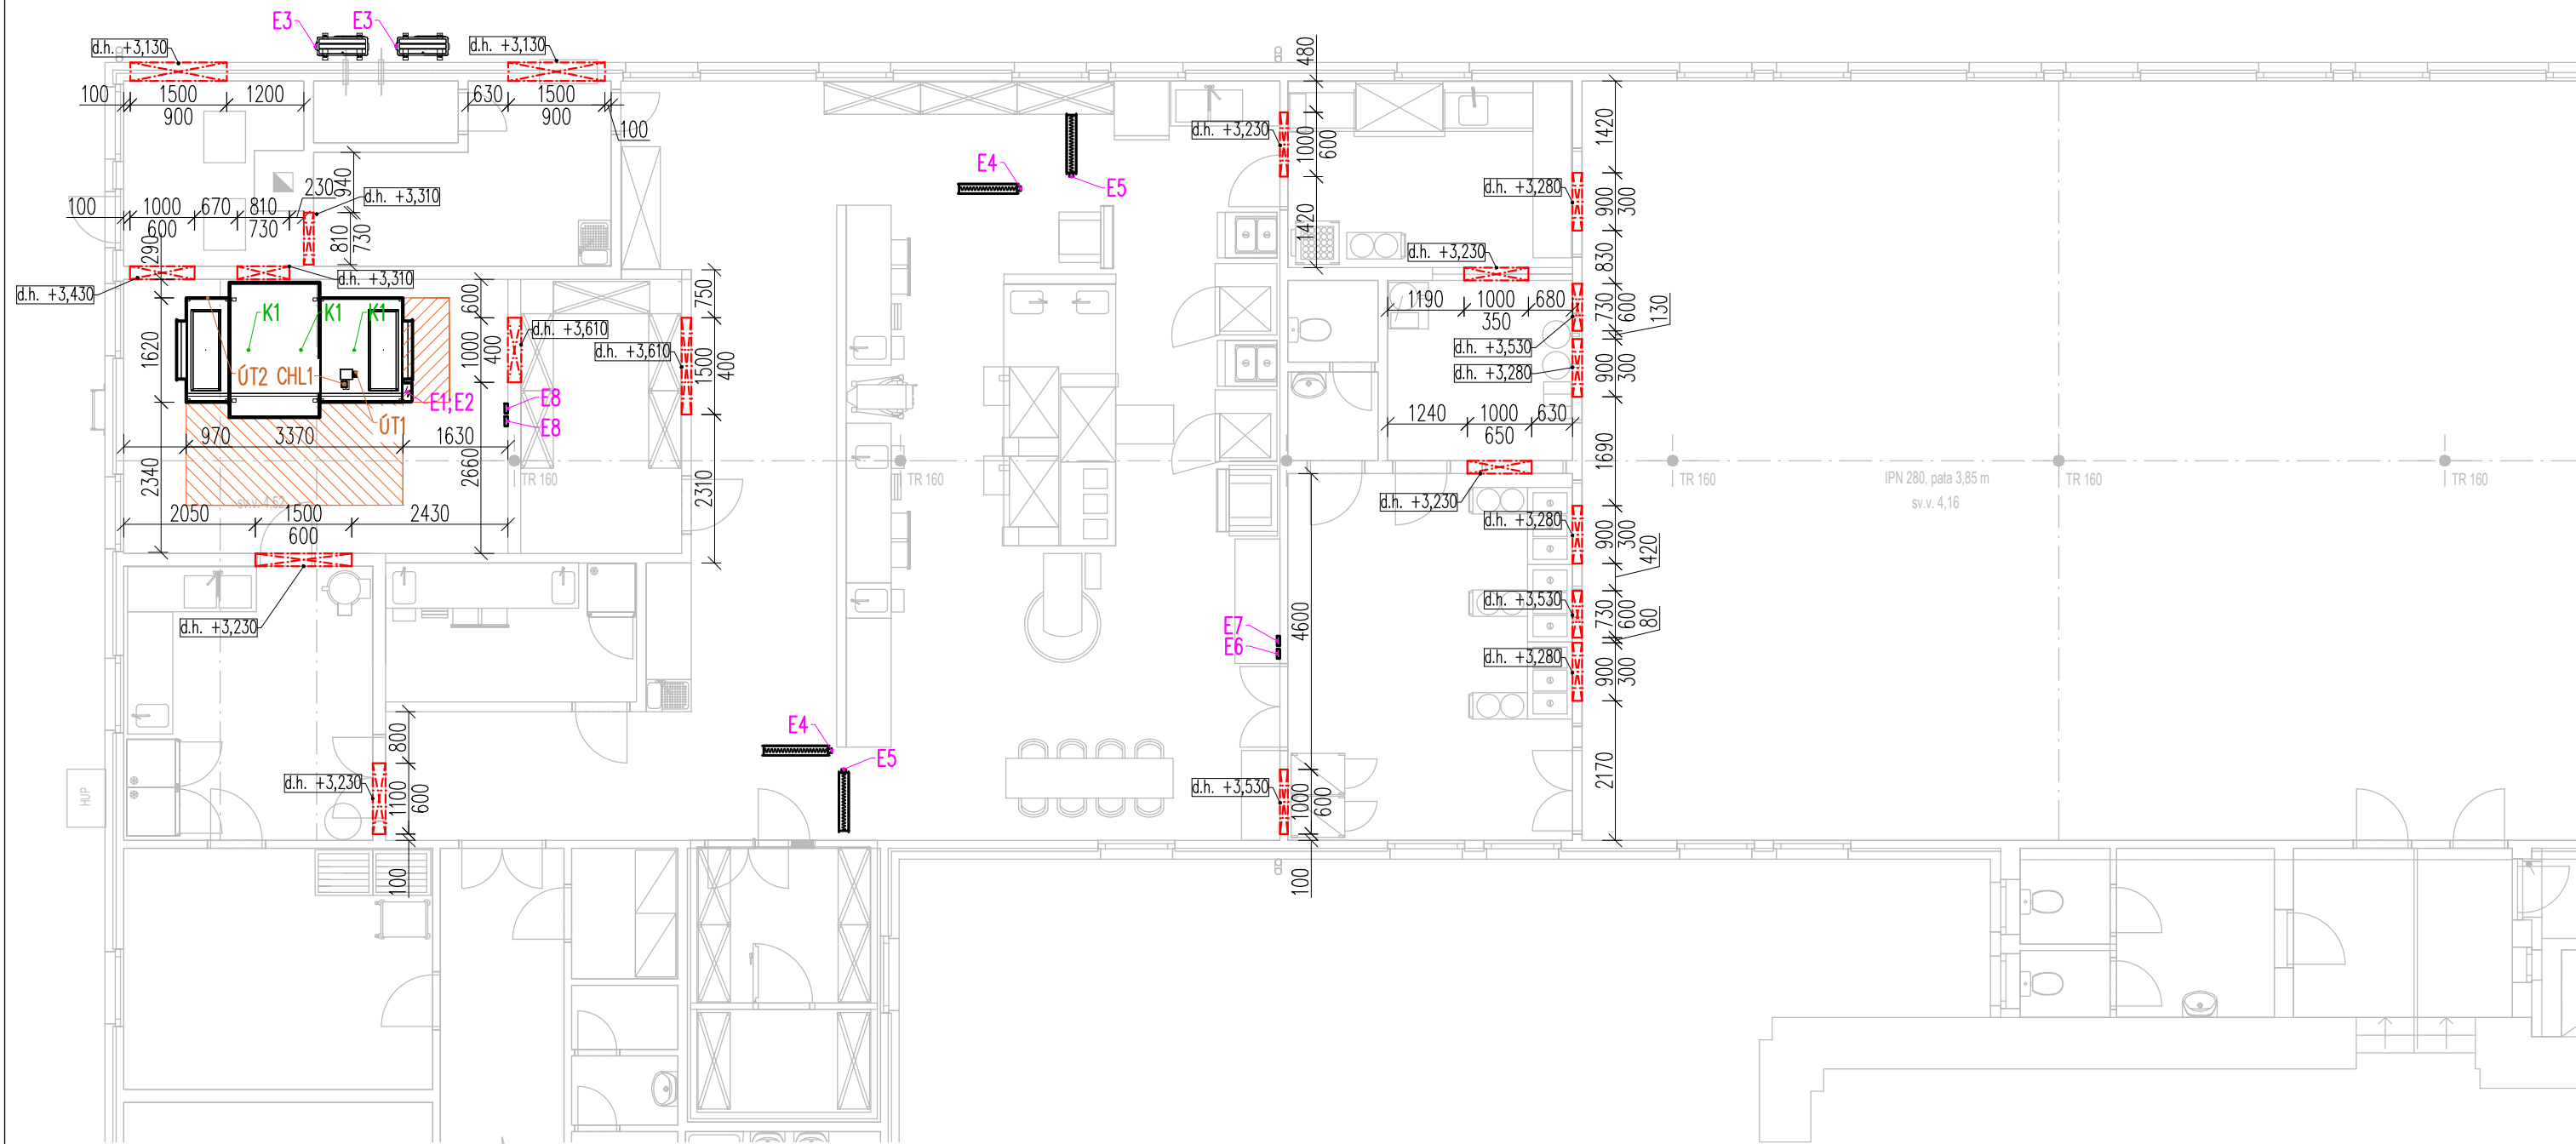 E3
E3
d.h. +3,130
d.h. +3,130
480
100
1500
900
1200
630
1500
900
100
1420
d.h. +3,230
1000
600
E4
E5
940
230
d.h. +3,310
d.h. +3,280
900
300
100
1000
600
670
810
730
810
730
1420
290
d.h. +3,230
830
d.h. +3,310
d.h. +3,430
K1
K1
K1
600
750
1190
1000
350
680
730
600
130
1620
1000
400
d.h. +3,610
d.h. +3,610
1500
400
d.h. +3,530
d.h. +3,280
900
300
ÚT2
CHL1
E1,E2
E8
E8
ÚT1
1240
1000
650
630
970
3370
1630
1690
2340
2660
2310
TR 160
TR 160
TR 160
IPN 280, pata 3,85 m
TR 160
TR 160
sv.v. 4,16
sv.v. 4,52
d.h. +3,230
2050
1500
600
2430
d.h. +3,280
900
300
420
d.h. +3,530
730
600
80
d.h. +3,230
4600
E7
E6
d.h. +3,280
900
300
E4
E5
800
d.h. +3,230
1100
600
2170
HUP
d.h. +3,530
1000
600
100
100